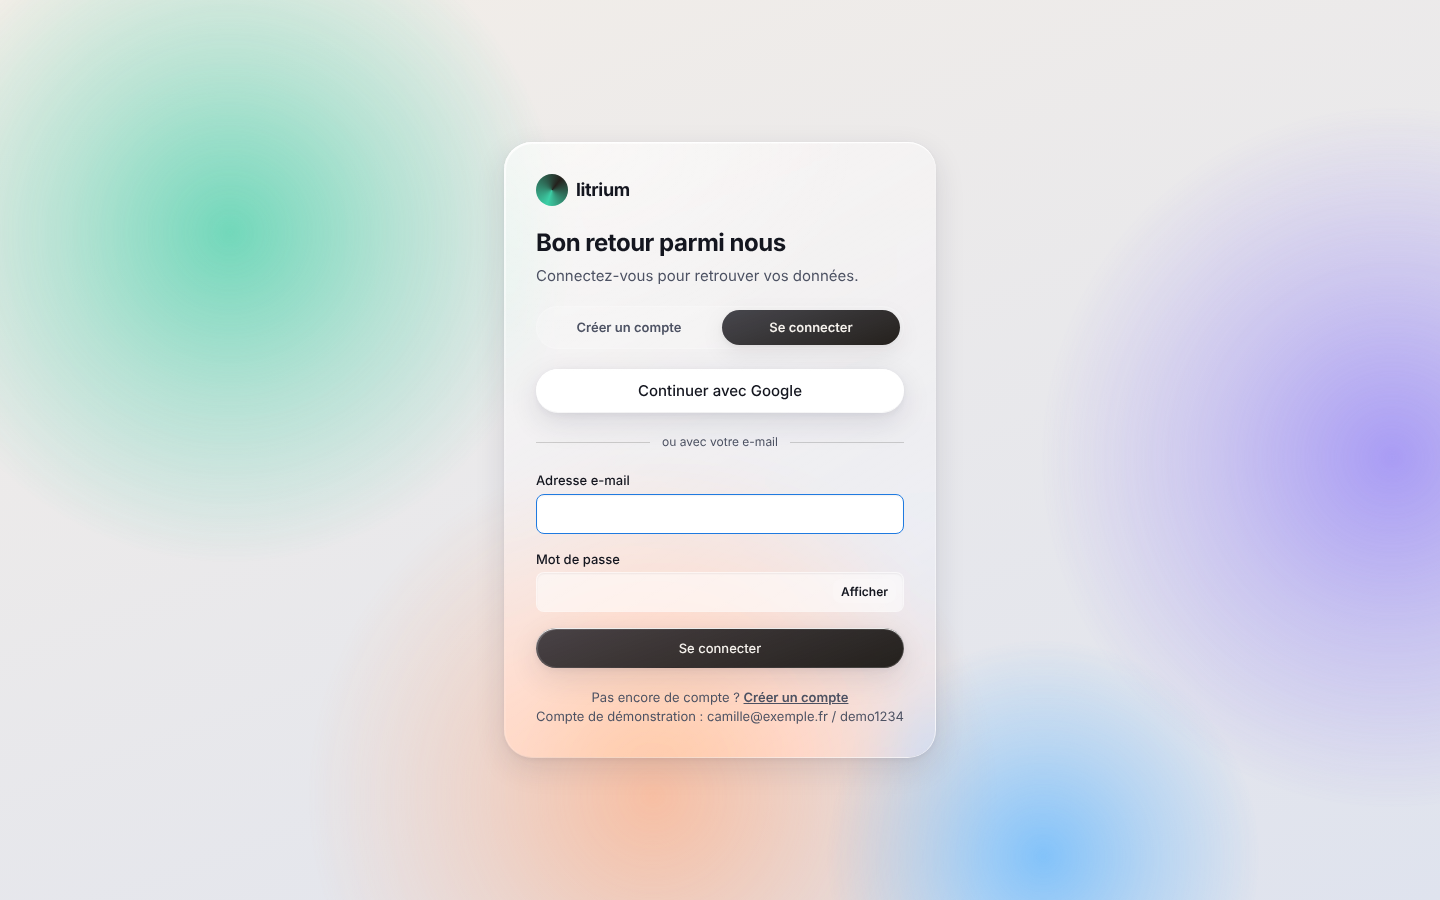 litrium
Bon retour parmi nous
Connectez-vous pour retrouver vos données.
Créer un compte
Se connecter
Continuer avec Google
ou avec votre e-mail
Adresse e-mail
Mot de passe
Afficher
Se connecter
Pas encore de compte ? Créer un compte
Compte de démonstration : camille@exemple.fr / demo1234